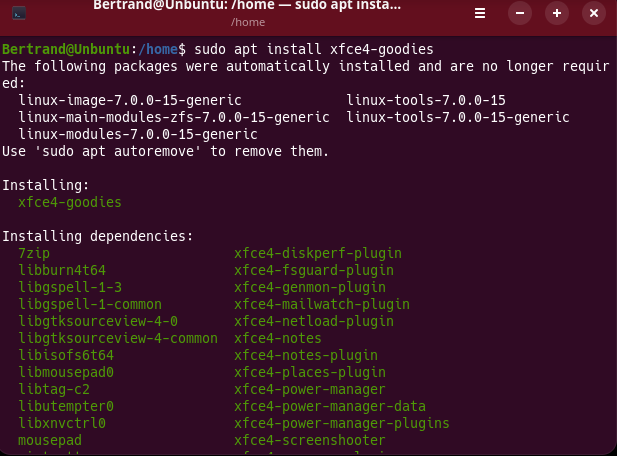 Bertrand@Unbuntu: /home — sudo apt insta...
/home
Bertrand@Unbuntu:/home$ sudo apt install xfce4-goodies
The following packages were automatically installed and are no longer requir
ed:
linux-image-7.0.0-15-generic linux-tools-7.0.0-15
linux-main-modules-zfs-7.0.0-15-generic linux-tools-7.0.0-15-generic
linux-modules-7.0.0-15-generic
Use 'sudo apt autoremove' to remove them.
Installing:
xfce4-goodies
Installing dependencies:
7zip xfce4-diskperf-plugin
libburn4t64 xfce4-fsguard-plugin
libgspell-1-3 xfce4-genmon-plugin
libgspell-1-common xfce4-mailwatch-plugin
libgtksourceview-4-0 xfce4-netload-plugin
libgtksourceview-4-common xfce4-notes
libisofs6t64 xfce4-notes-plugin
libmousepad0 xfce4-places-plugin
libtag-c2 xfce4-power-manager
libutempter0 xfce4-power-manager-data
libxnvctrl0 xfce4-power-manager-plugins
mousepad xfce4-screenshooter